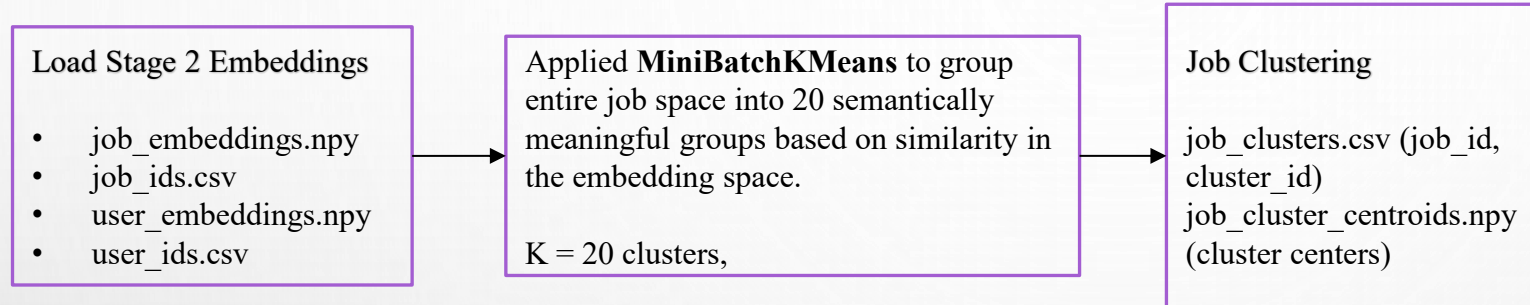 Load Stage 2 Embeddings
• job_embeddings.npy
• job_ids.csv
• user_embeddings.npy
• user_ids.csv
Applied MiniBatchKMeans to group
entire job space into 20 semantically
meaningful groups based on similarity in
the embedding space.
K = 20 clusters,
Job Clustering
job_clusters.csv (job_id,
cluster_id)
job_cluster_centroids.npy
(cluster centers)